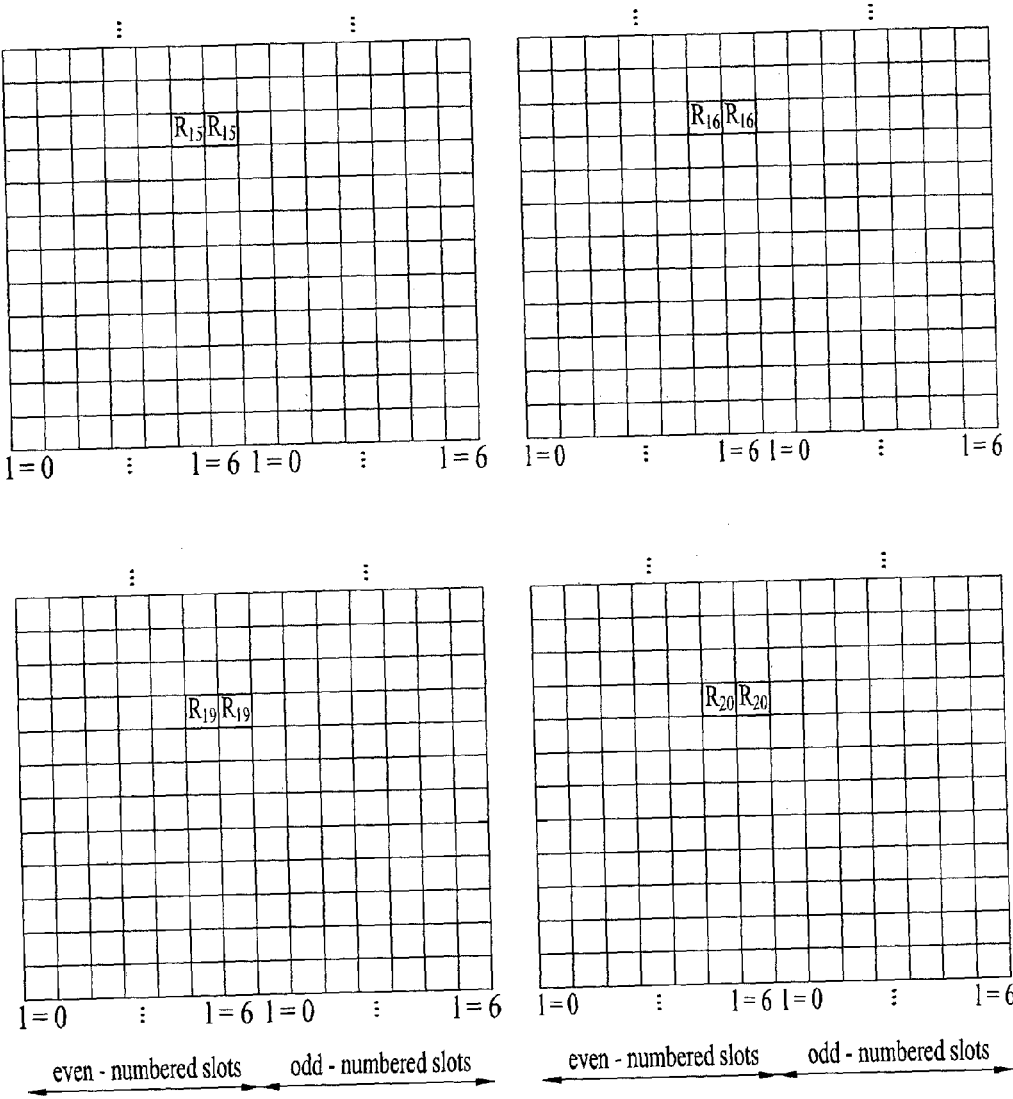 ⋮ ⋮ ⋮ ⋮
R15 R15 R16 R16
l=0 ⋮ l=6 l=0 ⋮ l=6 l=0 ⋮ l=6 l=0 ⋮ l=6
⋮ ⋮ ⋮ ⋮
R19 R19 R20 R20
l=0 ⋮ l=6 l=0 ⋮ l=6 l=0 ⋮ l=6 l=0 ⋮ l=6
even - numbered slots odd - numbered slots even - numbered slots odd - numbered slots